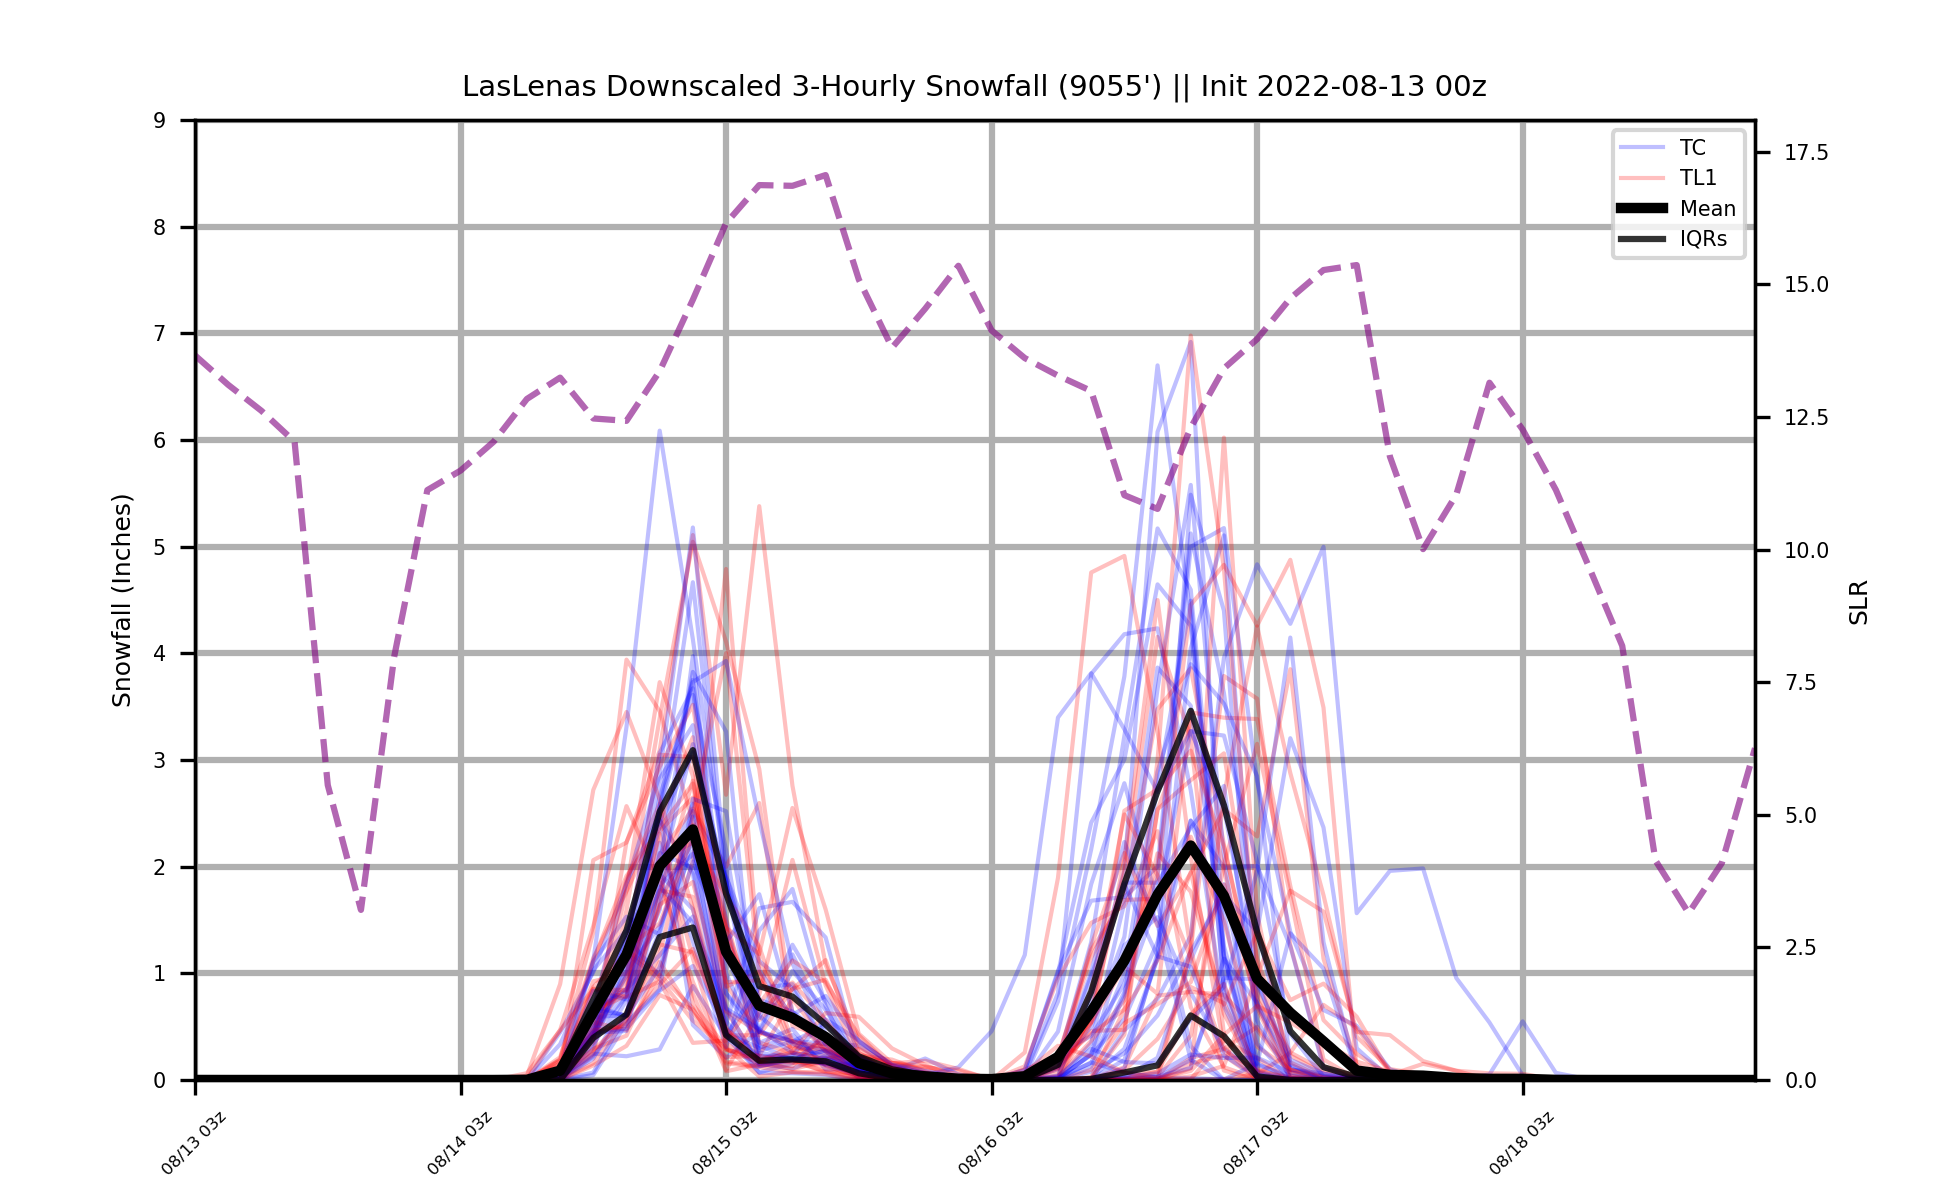 LasLenas Downscaled 3-Hourly Snowfall (9055') || Init 2022-08-13 00z
9
8
7
6
5
4
3
2
1
0
Snowfall (Inches)
TC
TL1
Mean
IQRs
17.5
15.0
12.5
10.0
7.5
5.0
2.5
0.0
SLR
08/13 03z
08/14 03z
08/15 03z
08/16 03z
08/17 03z
08/18 03z